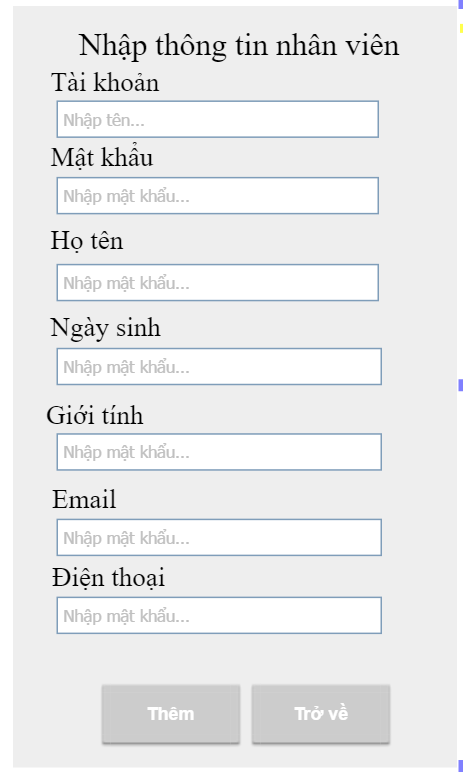 Nhập thông tin nhân viên
Tài khoản
Nhập tên...
Mật khẩu
Nhập mật khẩu...
Họ tên
Nhập mật khẩu...
Ngày sinh
Nhập mật khẩu...
Giới tính
Nhập mật khẩu...
Email
Nhập mật khẩu...
Điện thoại
Nhập mật khẩu...
Thêm Trở về